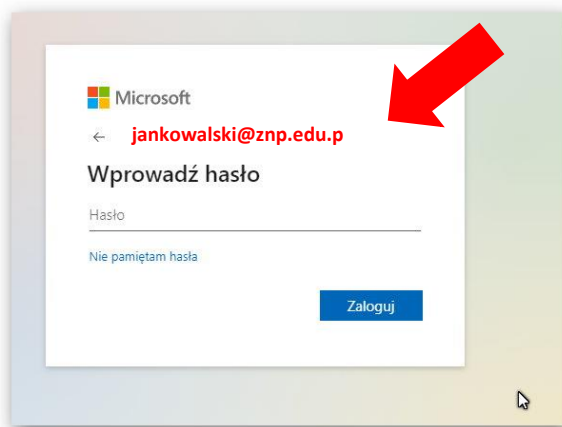 Microsoft
← jankowalski@znp.edu.p
Wprowadź hasło
Hasło
Nie pamiętam hasła
Zaloguj